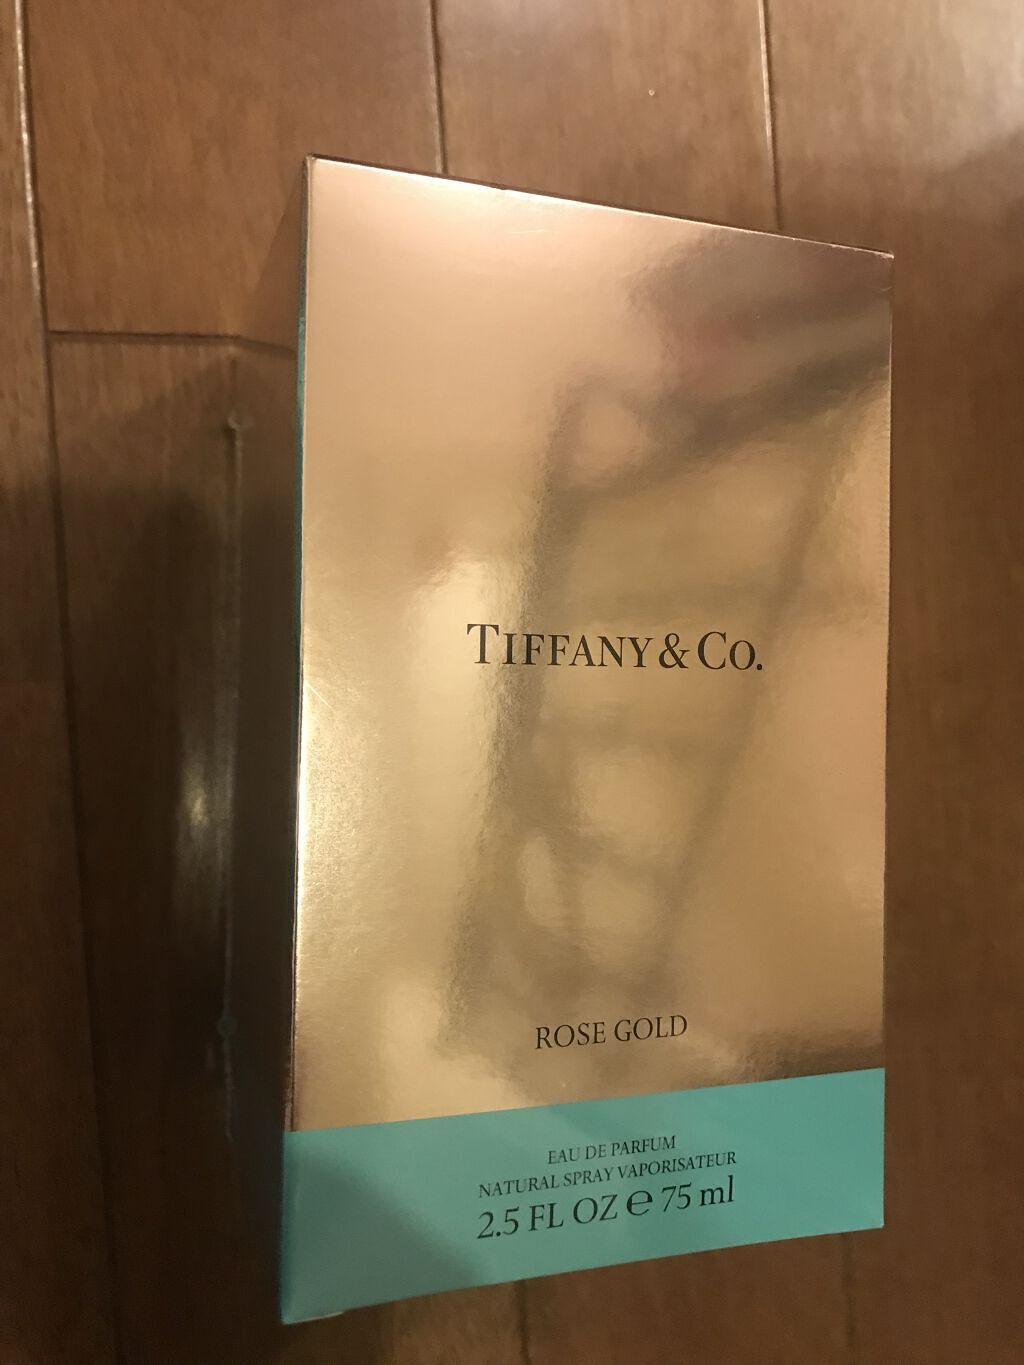 TIFFANY & CO.
ROSE GOLD
EAU DE PARFUM
NATURAL SPRAY VAPORISATEUR
2.5 FL OZ ℮ 75 ml